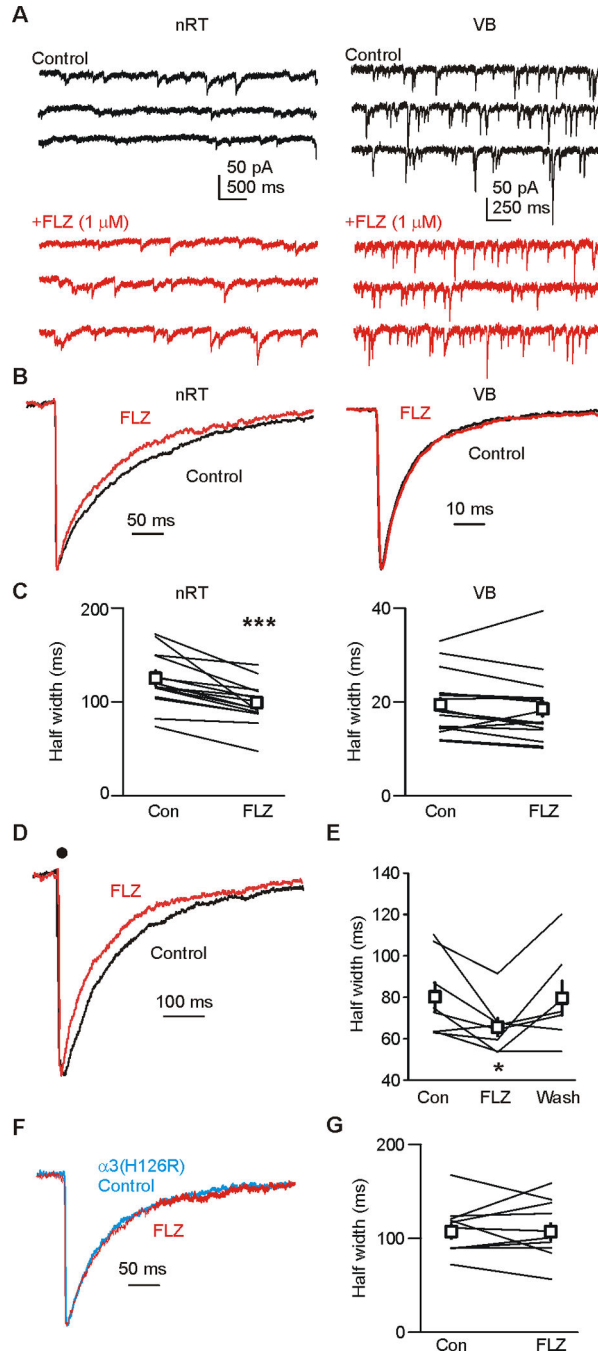 A
nRT
VB
Control
Control
50 pA
500 ms
50 pA
250 ms
+FLZ (1 μM)
+FLZ (1 μM)
B
nRT
VB
FLZ
Control
FLZ
Control
50 ms
10 ms
C
nRT
VB
200
***
100
0
Half width (ms)
Con
FLZ
40
20
0
Half width (ms)
Con
FLZ
D
FLZ
Control
100 ms
E
140
120
100
80
60
40
Half width (ms)
*
Con
FLZ
Wash
F
α3(H126R)
Control
FLZ
50 ms
G
200
100
0
Half width (ms)
Con
FLZ